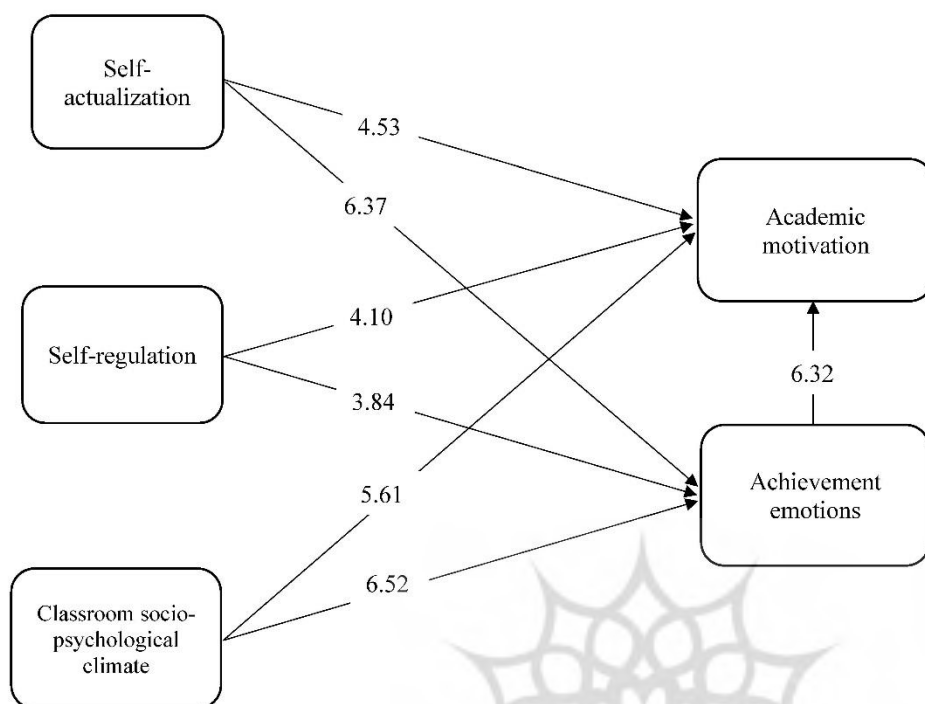 Self-
actualization
4.53
6.37
Academic
motivation
Self-regulation
4.10
3.84
6.32
5.61
6.52
Achievement
emotions
Classroom socio-
psychological
climate